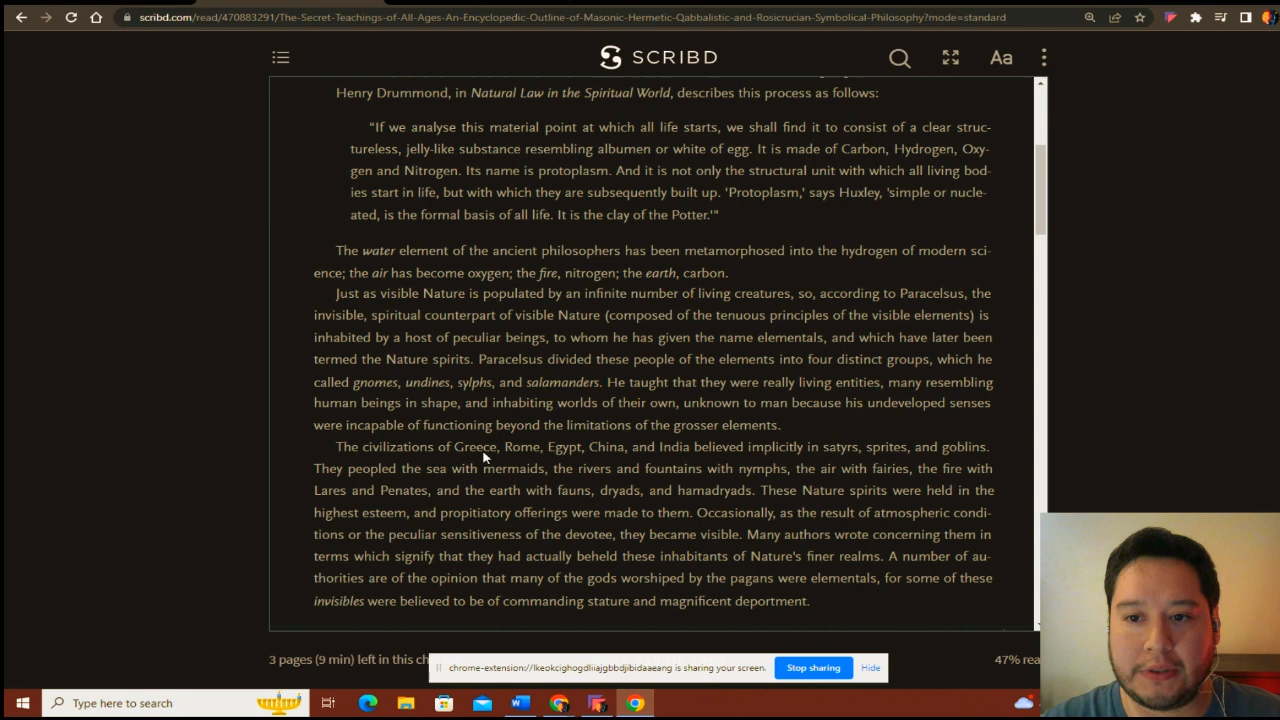 scribd.com/read/470883291/The-Secret-Teachings-of-All-Ages-An-Encyclopedic-Outline-of-Masonic-Hermetic-Qabbalistic-and-Rosicrucian-Symbolical-Philosophy?mode=standard
SCRIBD
Aa
Henry Drummond, in Natural Law in the Spiritual World, describes this process as follows:
"If we analyse this material point at which all life starts, we shall find it to consist of a clear struc-
tureless, jelly-like substance resembling albumen or white of egg. It is made of Carbon, Hydrogen, Oxy-
gen and Nitrogen. Its name is protoplasm. And it is not only the structural unit with which all living bod-
ies start in life, but with which they are subsequently built up. 'Protoplasm,' says Huxley, 'simple or nucle-
ated, is the formal basis of all life. It is the clay of the Potter.'"
The water element of the ancient philosophers has been metamorphosed into the hydrogen of modern sci-
ence; the air has become oxygen; the fire, nitrogen; the earth, carbon.
Just as visible Nature is populated by an infinite number of living creatures, so, according to Paracelsus, the
invisible, spiritual counterpart of visible Nature (composed of the tenuous principles of the visible elements) is
inhabited by a host of peculiar beings, to whom he has given the name elementals, and which have later been
termed the Nature spirits. Paracelsus divided these people of the elements into four distinct groups, which he
called gnomes, undines, sylphs, and salamanders. He taught that they were really living entities, many resembling
human beings in shape, and inhabiting worlds of their own, unknown to man because his undeveloped senses
were incapable of functioning beyond the limitations of the grosser elements.
The civilizations of Greece, Rome, Egypt, China, and India believed implicitly in satyrs, sprites, and goblins.
They peopled the sea with mermaids, the rivers and fountains with nymphs, the air with fairies, the fire with
Lares and Penates, and the earth with fauns, dryads, and hamadryads. These Nature spirits were held in the
highest esteem, and propitiatory offerings were made to them. Occasionally, as the result of atmospheric condi-
tions or the peculiar sensitiveness of the devotee, they became visible. Many authors wrote concerning them in
terms which signify that they had actually beheld these inhabitants of Nature's finer realms. A number of au-
thorities are of the opinion that many of the gods worshiped by the pagans were elementals, for some of these
invisibles were believed to be of commanding stature and magnificent deportment.
3 pages (9 min) left in this ch
47% rea
chrome-extension://lkeokcighogdliiajgbbdjibidaaeang is sharing your screen.
Stop sharing
Hide
Type here to search